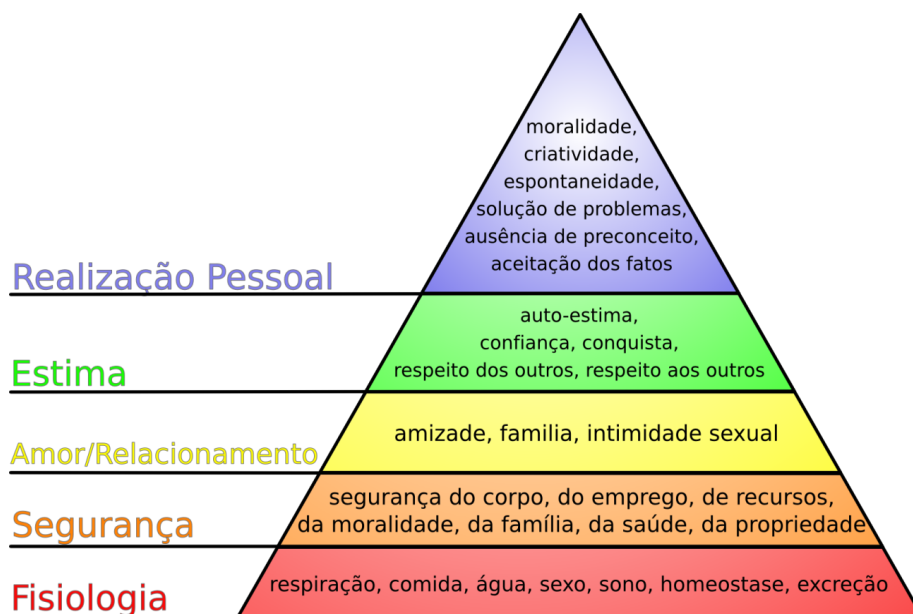 moralidade,
criatividade,
espontaneidade,
solução de problemas,
ausência de preconceito,
aceitação dos fatos
Realização Pessoal
auto-estima,
confiança, conquista,
respeito dos outros, respeito aos outros
Estima
amizade, familia, intimidade sexual
Amor/Relacionamento
segurança do corpo, do emprego, de recursos,
da moralidade, da família, da saúde, da propriedade
Segurança
respiração, comida, água, sexo, sono, homeostase, excreção
Fisiologia